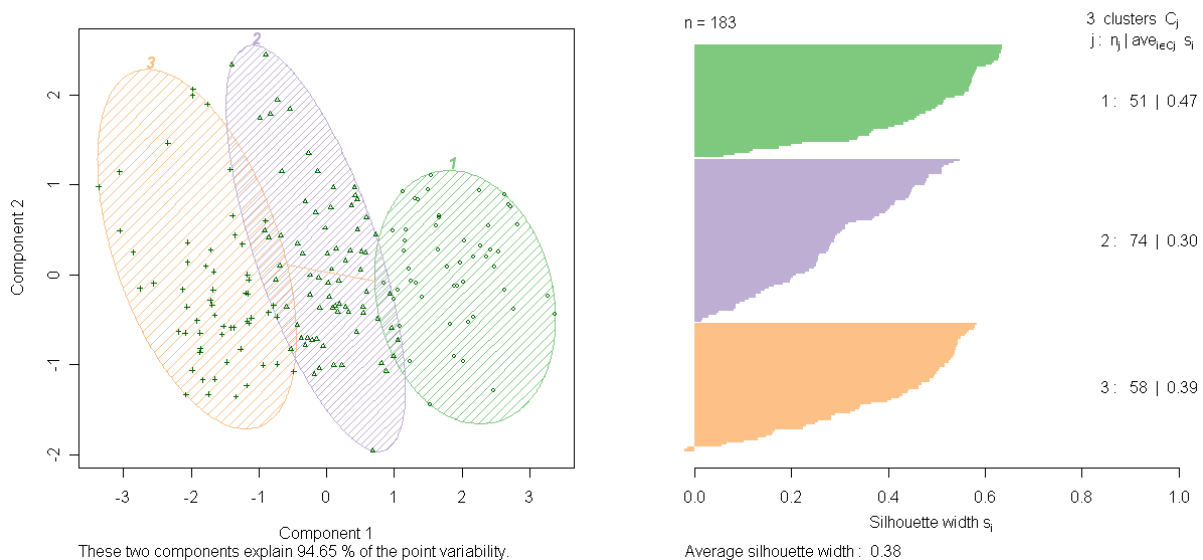 3
2
1
2
1
0
-1
-2
Component 2
-3
-2
-1
0
1
2
3
Component 1
These two components explain 94.65 % of the point variability.
n = 183
3 clusters Cj
j : nj | avei∈Cj si
1 : 51 | 0.47
2 : 74 | 0.30
3 : 58 | 0.39
0.0
0.2
0.4
0.6
0.8
1.0
Silhouette width si
Average silhouette width : 0.38